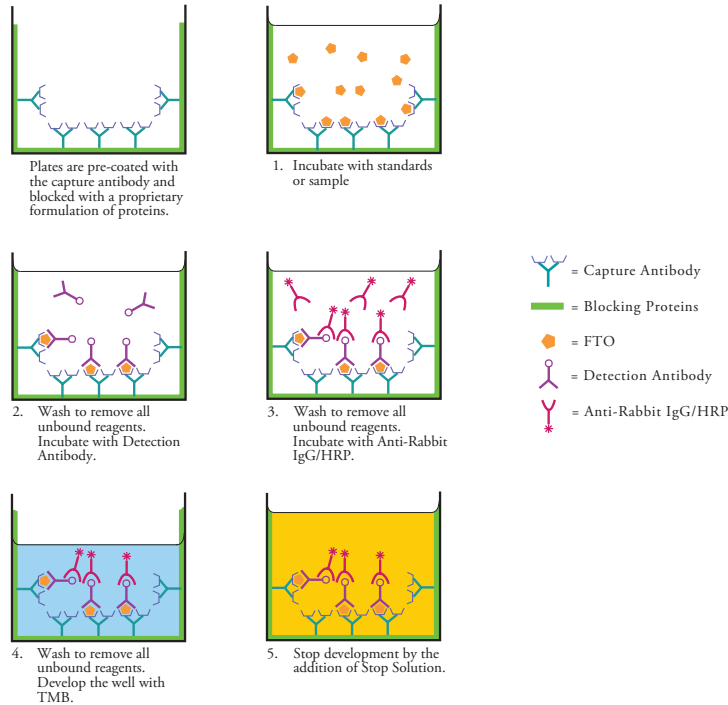 Plates are pre-coated with
the capture antibody and
blocked with a proprietary
formulation of proteins.
1. Incubate with standards
or sample
2. Wash to remove all
unbound reagents.
Incubate with Detection
Antibody.
3. Wash to remove all
unbound reagents.
Incubate with Anti-Rabbit
IgG/HRP.
= Capture Antibody
= Blocking Proteins
= FTO
= Detection Antibody
= Anti-Rabbit IgG/HRP
4. Wash to remove all
unbound reagents.
Develop the well with
TMB.
5. Stop development by the
addition of Stop Solution.